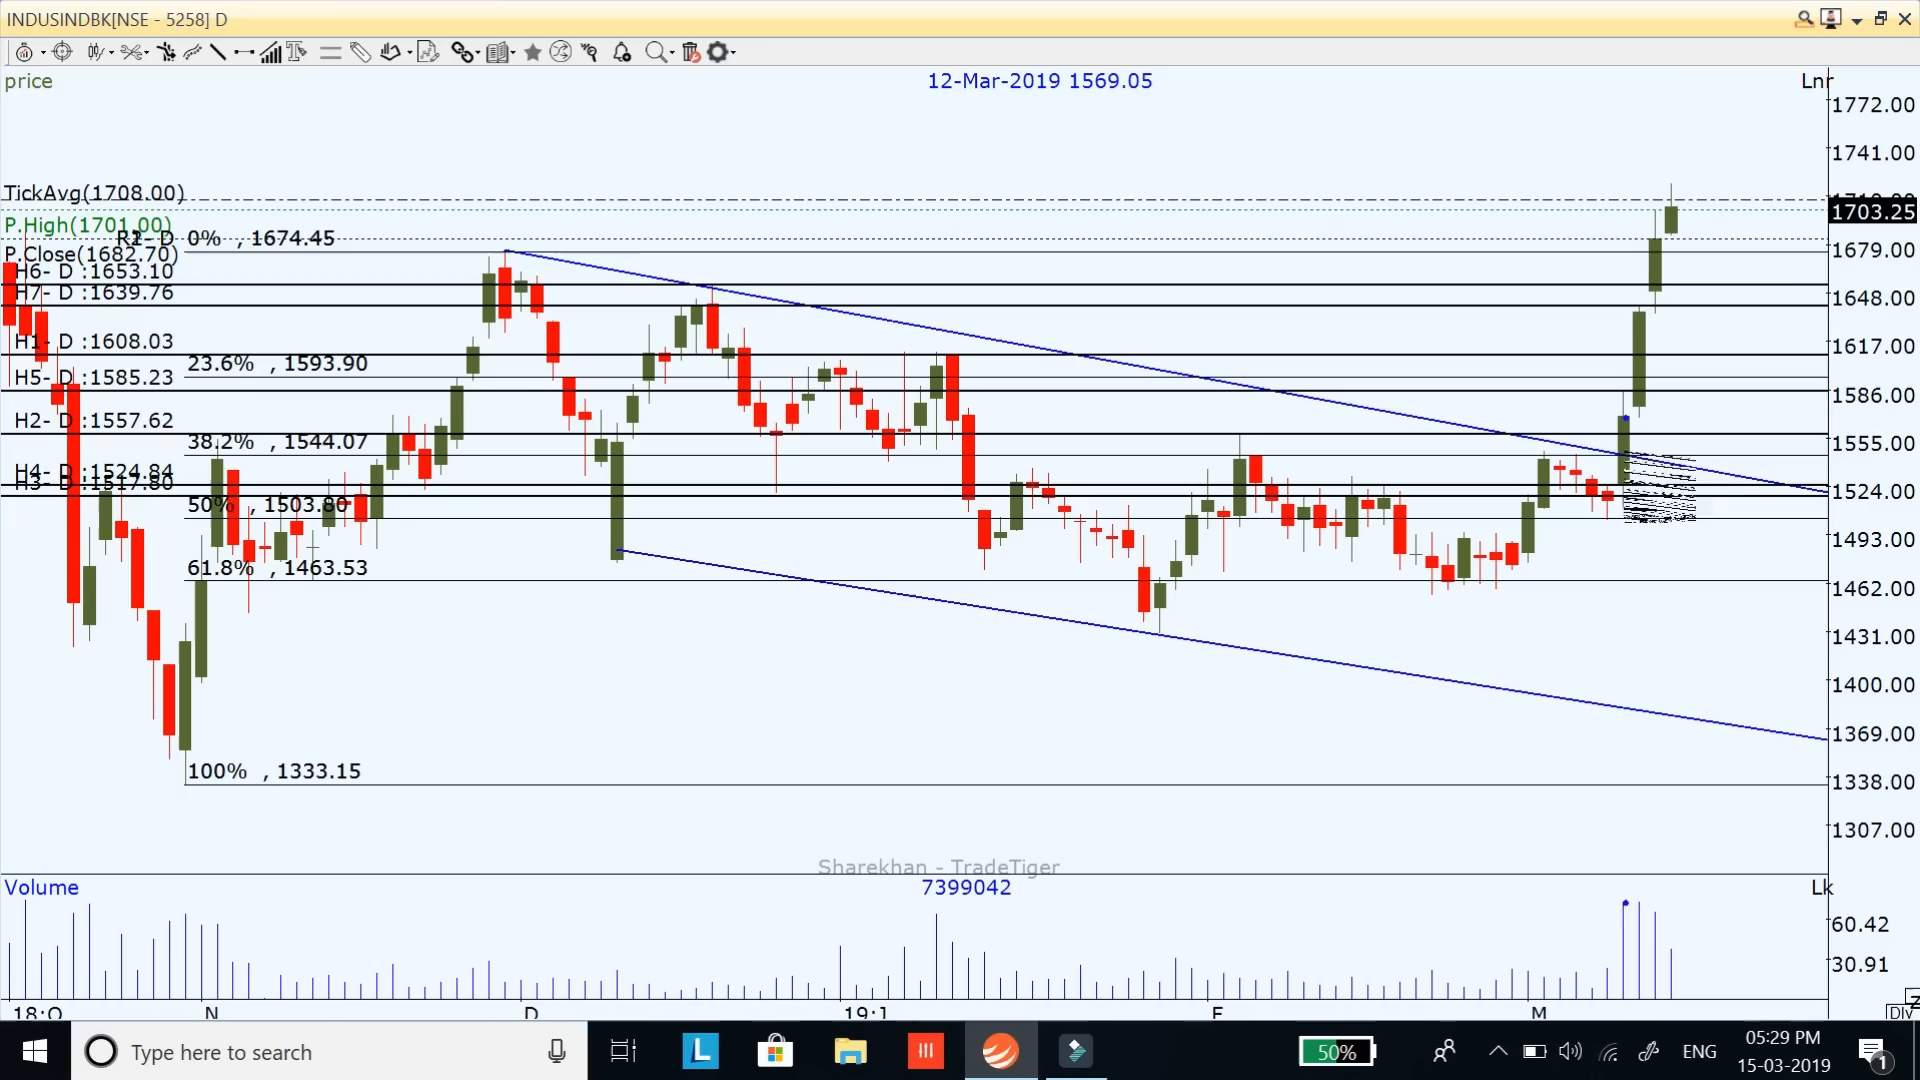 INDUSINDBK[NSE - 5258] D
price
12-Mar-2019 1569.05
Lnr
1772.00
1741.00
TickAvg(1708.00)
1703.25
P.High(1701.00)
0% , 1674.45
P.Close(1682.70)
1679.00
H6- D :1653.10
H7- D :1639.76
1648.00
H1- D :1608.03
1617.00
23.6% , 1593.90
H5- D :1585.23
1586.00
H2- D :1557.62
38.2% , 1544.07
1555.00
H4- D :1524.84
H3- D :1517.80
1524.00
50% , 1503.80
1493.00
61.8% , 1463.53
1462.00
1431.00
1400.00
1369.00
100% , 1333.15
1338.00
1307.00
Sharekhan - TradeTiger
Volume
7399042
Lk
60.42
30.91
18:O N D 19:1 F M
Div
Type here to search
L
50%
ENG
05:29 PM
15-03-2019
1